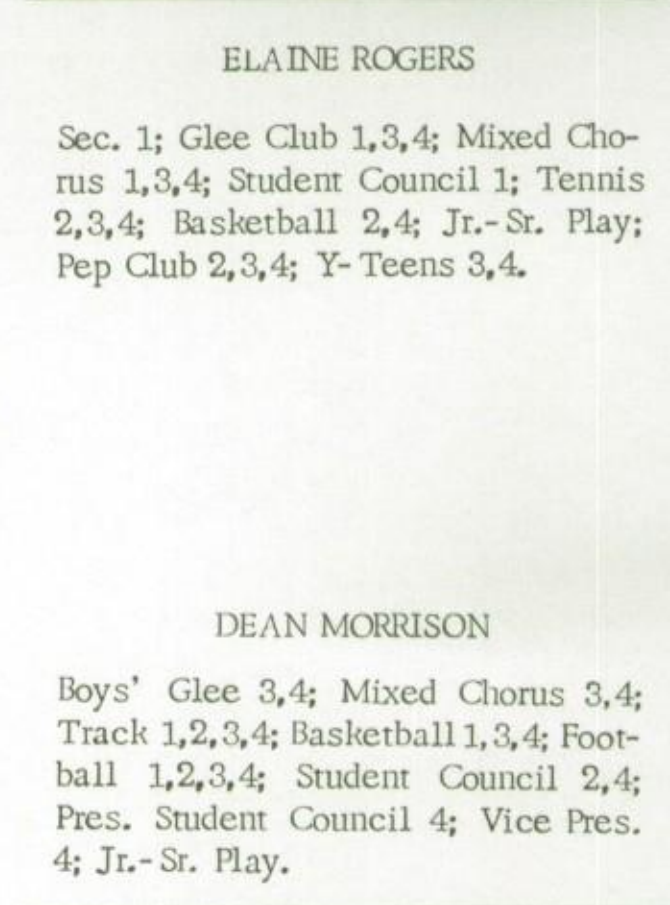 ELAINE ROGERS
Sec. 1; Glee Club 1,3,4; Mixed Cho-
rus 1,3,4; Student Council 1; Tennis
2,3,4; Basketball 2,4; Jr.-Sr. Play;
Pep Club 2,3,4; Y-Teens 3,4.
DEAN MORRISON
Boys' Glee 3,4; Mixed Chorus 3,4;
Track 1,2,3,4; Basketball 1,3,4; Foot-
ball 1,2,3,4; Student Council 2,4;
Pres. Student Council 4; Vice Pres.
4; Jr.-Sr. Play.